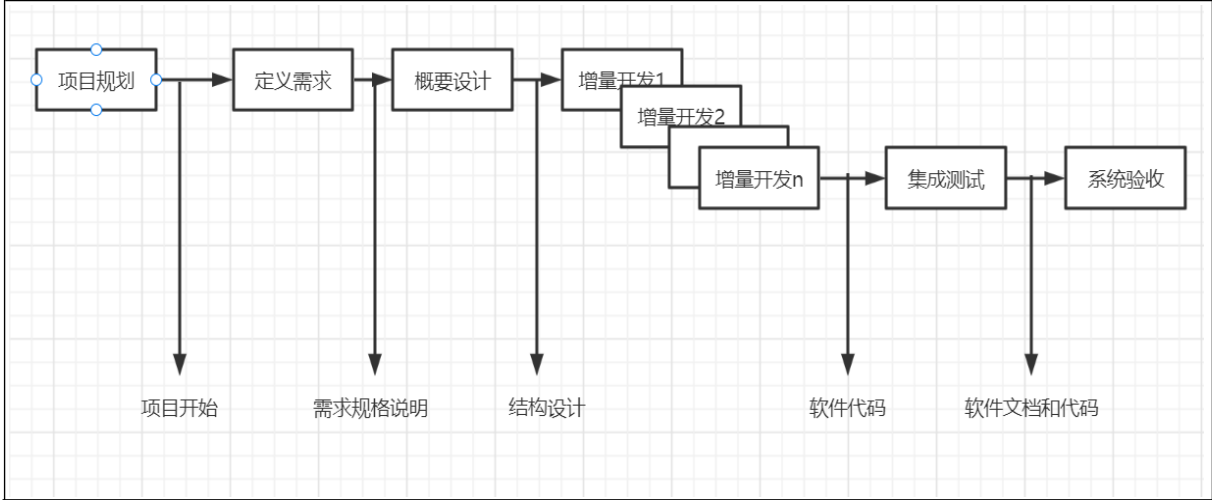 项目规划
定义需求
概要设计
增量开发1
增量开发2
增量开发n
集成测试
系统验收
项目开始
需求规格说明
结构设计
软件代码
软件文档和代码